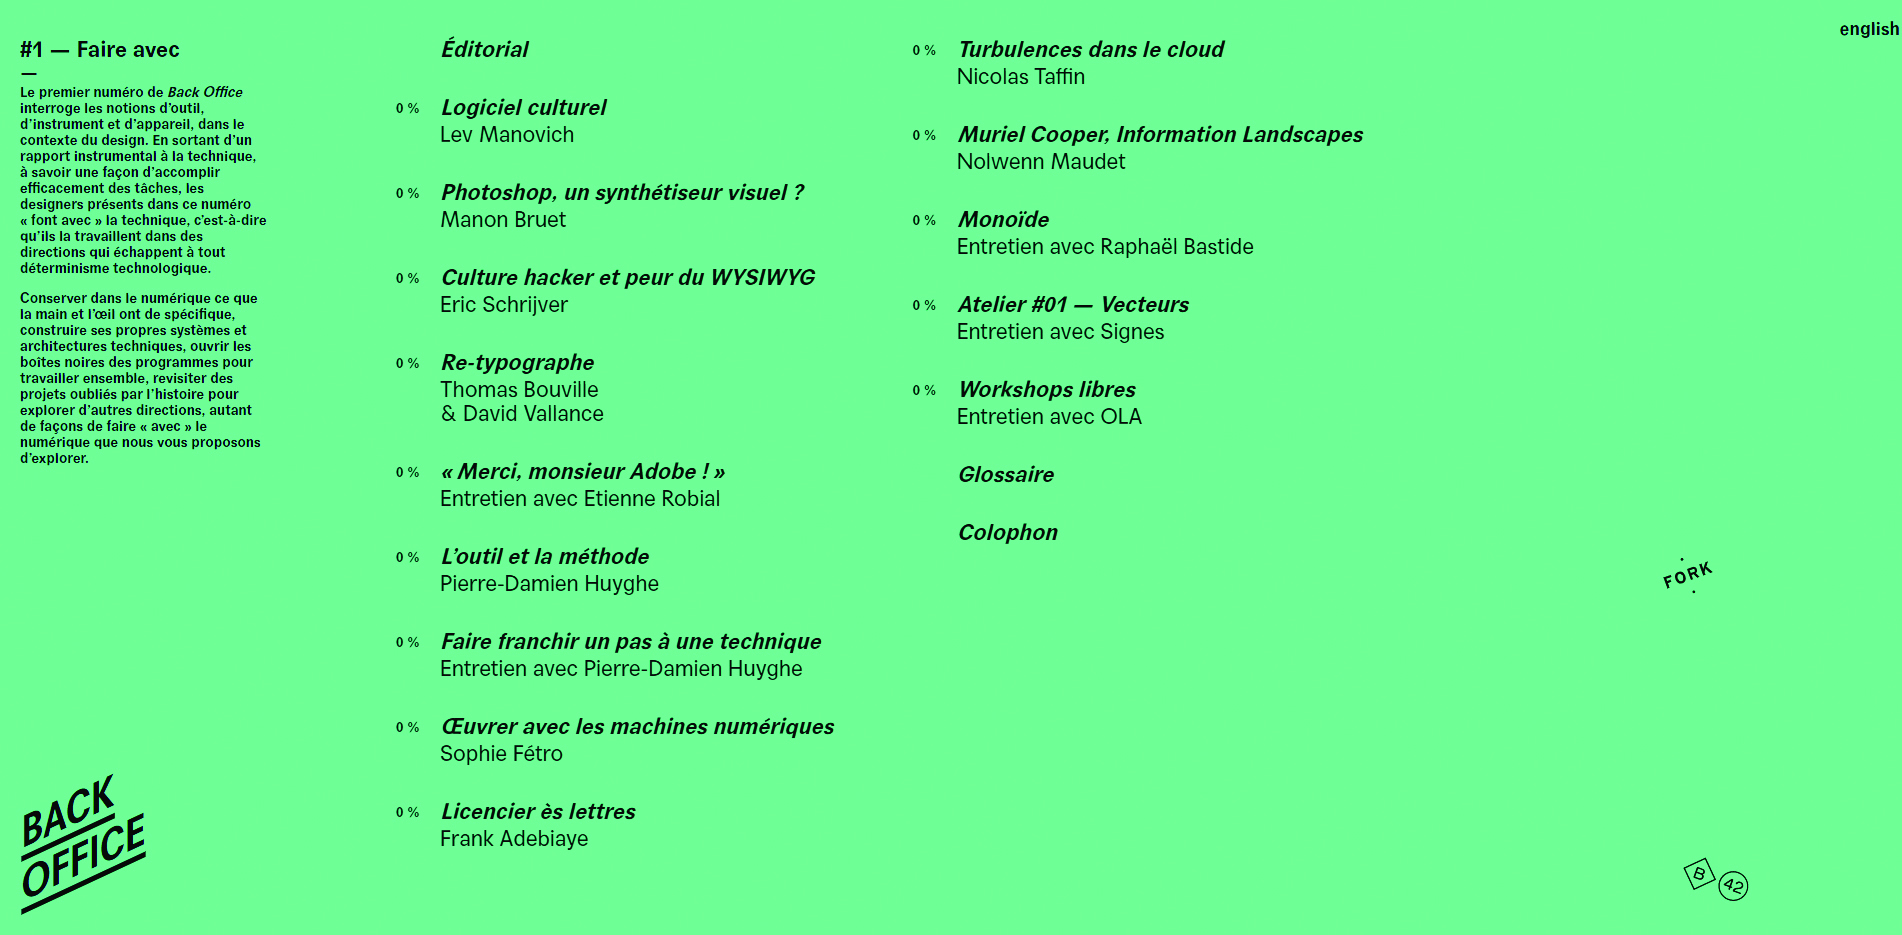 #1 — Faire avec
—
Le premier numéro de Back Office
interroge les notions d’outil,
d’instrument et d’appareil, dans le
contexte du design. En sortant d’un
rapport instrumental à la technique,
à savoir une façon d’accomplir
efficacement des tâches, les
designers présents dans ce numéro
« font avec » la technique, c’est-à-dire
qu’ils la travaillent dans des
directions qui échappent à tout
déterminisme technologique.
Conserver dans le numérique ce que
la main et l’œil ont de spécifique,
construire ses propres systèmes et
architectures techniques, ouvrir les
boîtes noires des programmes pour
travailler ensemble, revisiter des
projets oubliés par l’histoire pour
explorer d’autres directions, autant
de façons de faire « avec » le
numérique que nous vous proposons
d’explorer.
BACK
OFFICE
Éditorial
0 % Logiciel culturel
Lev Manovich
0 % Photoshop, un synthétiseur visuel ?
Manon Bruet
0 % Culture hacker et peur du WYSIWYG
Eric Schrijver
0 % Re-typographe
Thomas Bouville
& David Vallance
0 % « Merci, monsieur Adobe ! »
Entretien avec Etienne Robial
0 % L’outil et la méthode
Pierre-Damien Huyghe
0 % Faire franchir un pas à une technique
Entretien avec Pierre-Damien Huyghe
0 % Œuvrer avec les machines numériques
Sophie Fétro
0 % Licencier ès lettres
Frank Adebiaye
0 % Turbulences dans le cloud
Nicolas Taffin
0 % Muriel Cooper, Information Landscapes
Nolwenn Maudet
0 % Monoïde
Entretien avec Raphaël Bastide
0 % Atelier #01 — Vecteurs
Entretien avec Signes
0 % Workshops libres
Entretien avec OLA
Glossaire
Colophon
english
FORK
B 42